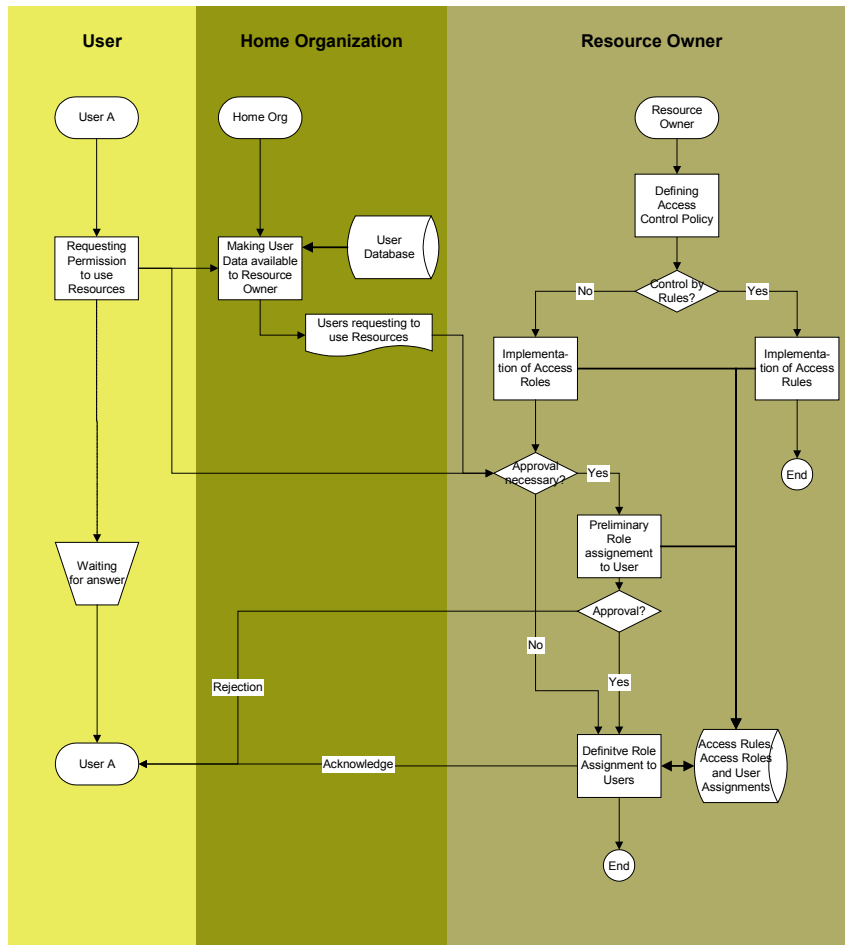 User
Home Organization
Resource Owner
User A
Home Org
Resource
Owner
Defining
Access
Control Policy
Requesting
Permission
to use
Resources
Making User
Data available
to Resource
Owner
User
Database
No
Control by
Rules?
Yes
Users requesting to
use Resources
Implementa-
tion of Access
Roles
Implementa-
tion of Access
Rules
Approval
necessary?
Yes
End
Preliminary
Role
assignement
to User
Waiting
for answer
Approval?
No
Rejection
Yes
User A
Acknowledge
Definitve Role
Assignment to
Users
Access Rules,
Access Roles
and User
Assignments
End